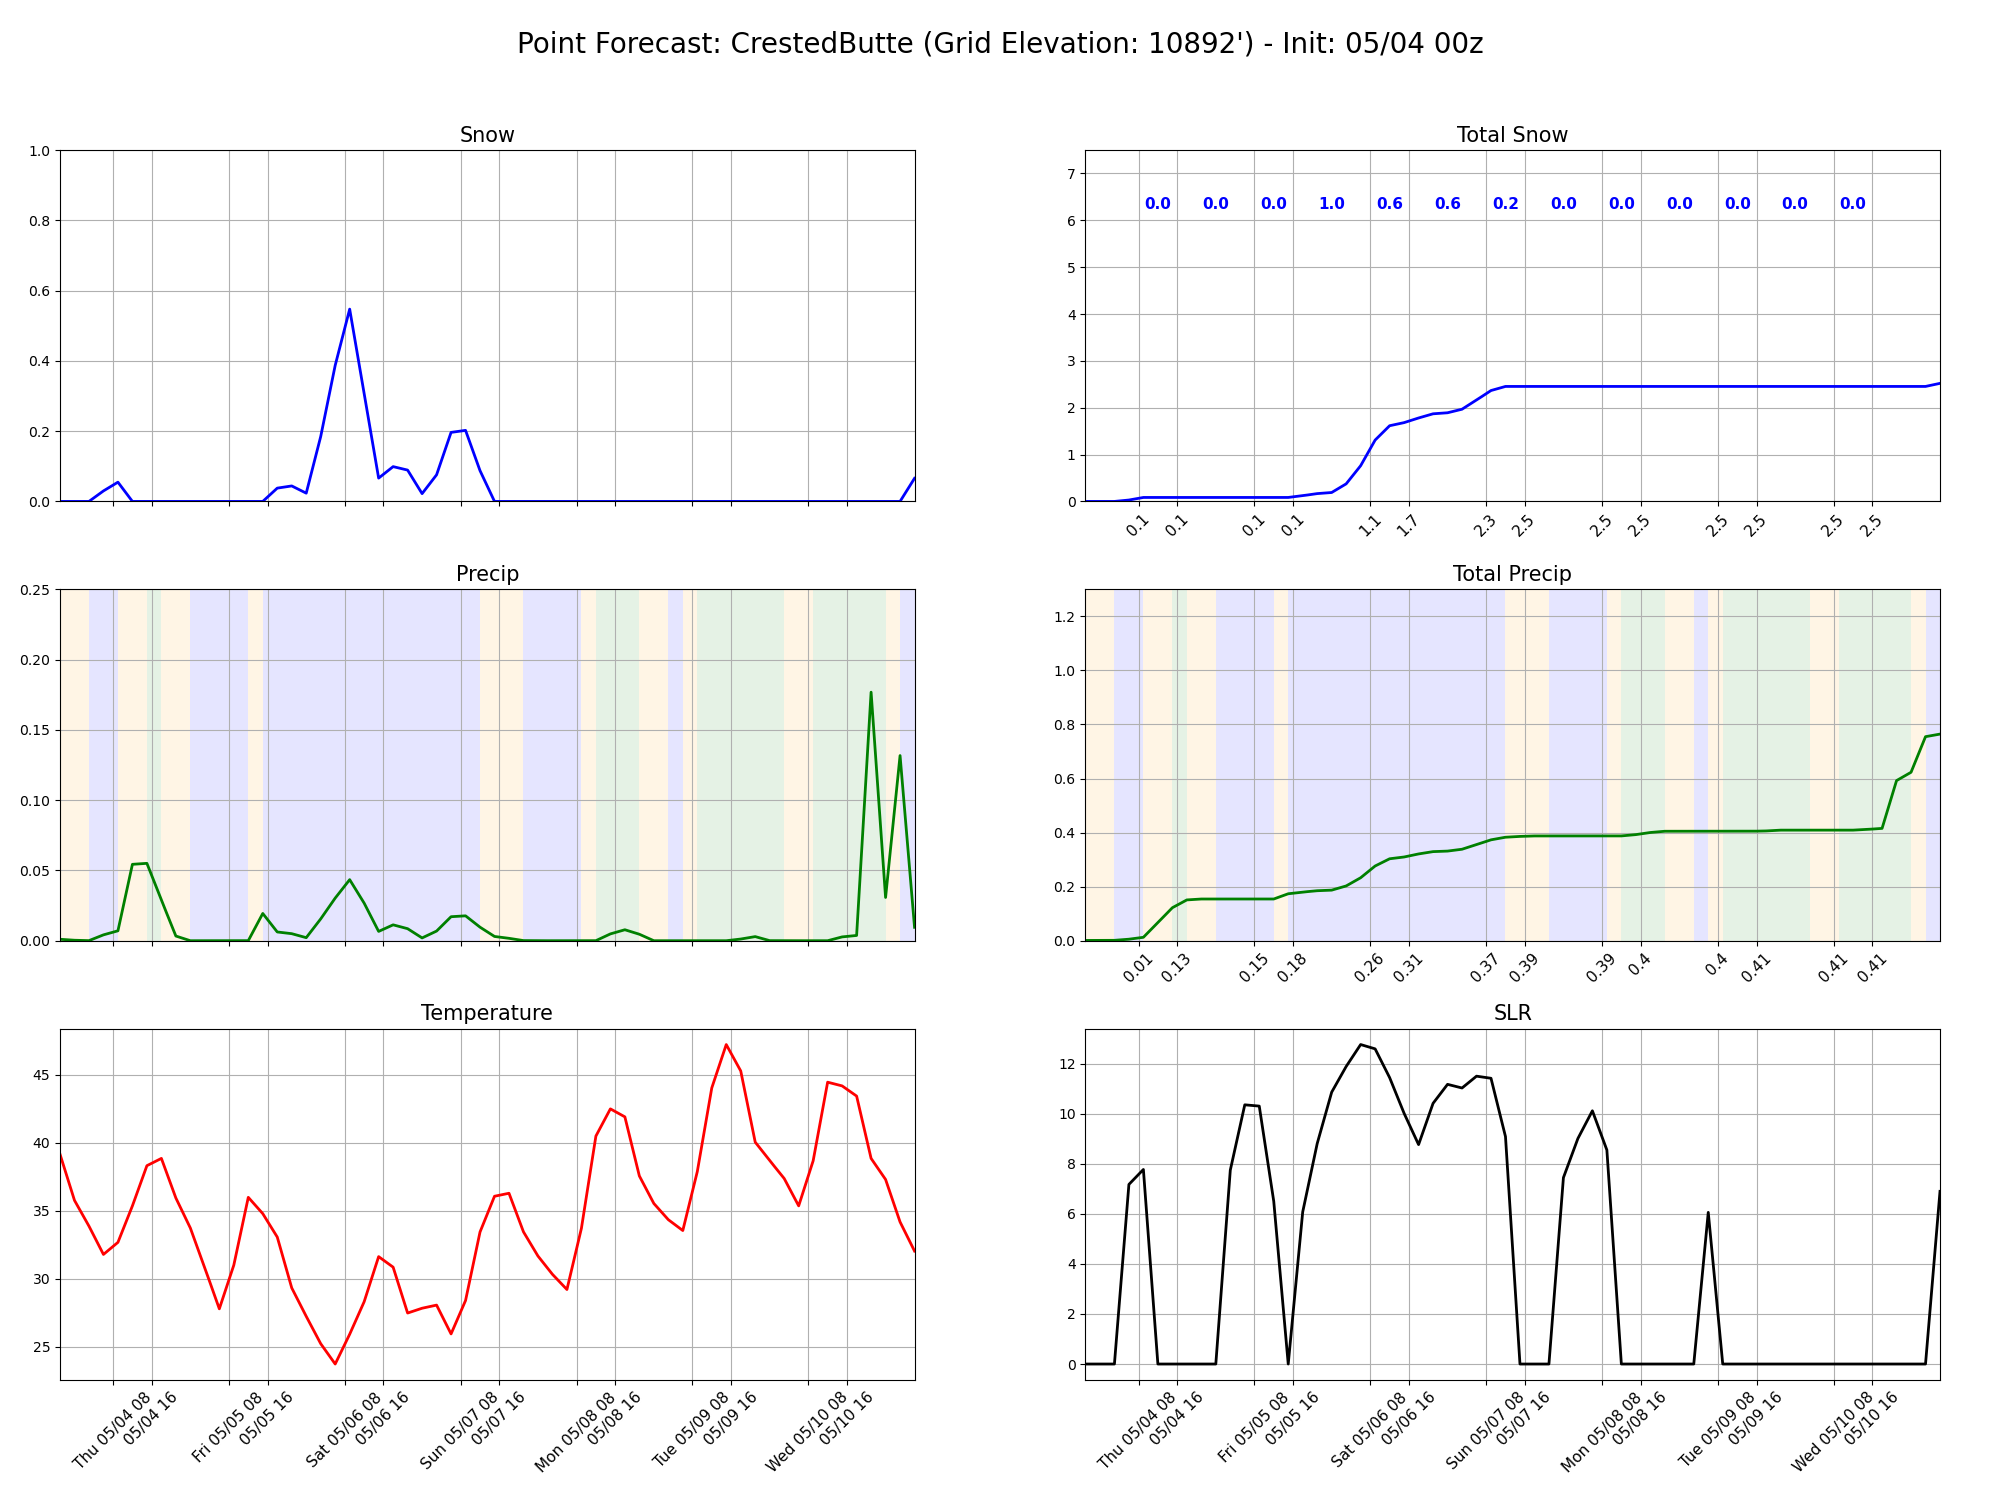 Point Forecast: CrestedButte (Grid Elevation: 10892') - Init: 05/04 00z
Snow
1.0
0.8
0.6
0.4
0.2
0.0
Total Snow
7
6
5
4
3
2
1
0
0.0 0.0 0.0 1.0 0.6 0.6 0.2 0.0 0.0 0.0 0.0 0.0 0.0
0.1 0.1 0.1 0.1 1.1 1.7 2.3 2.5 2.5 2.5 2.5 2.5 2.5 2.5
Precip
0.25
0.20
0.15
0.10
0.05
0.00
Total Precip
1.2
1.0
0.8
0.6
0.4
0.2
0.0
0.01 0.13 0.15 0.18 0.26 0.31 0.37 0.39 0.39 0.4 0.4 0.41 0.41 0.41
Temperature
45
40
35
30
25
Thu 05/04 08
05/04 16
Fri 05/05 08
05/05 16
Sat 05/06 08
05/06 16
Sun 05/07 08
05/07 16
Mon 05/08 08
05/08 16
Tue 05/09 08
05/09 16
Wed 05/10 08
05/10 16
SLR
12
10
8
6
4
2
0
Thu 05/04 08
05/04 16
Fri 05/05 08
05/05 16
Sat 05/06 08
05/06 16
Sun 05/07 08
05/07 16
Mon 05/08 08
05/08 16
Tue 05/09 08
05/09 16
Wed 05/10 08
05/10 16